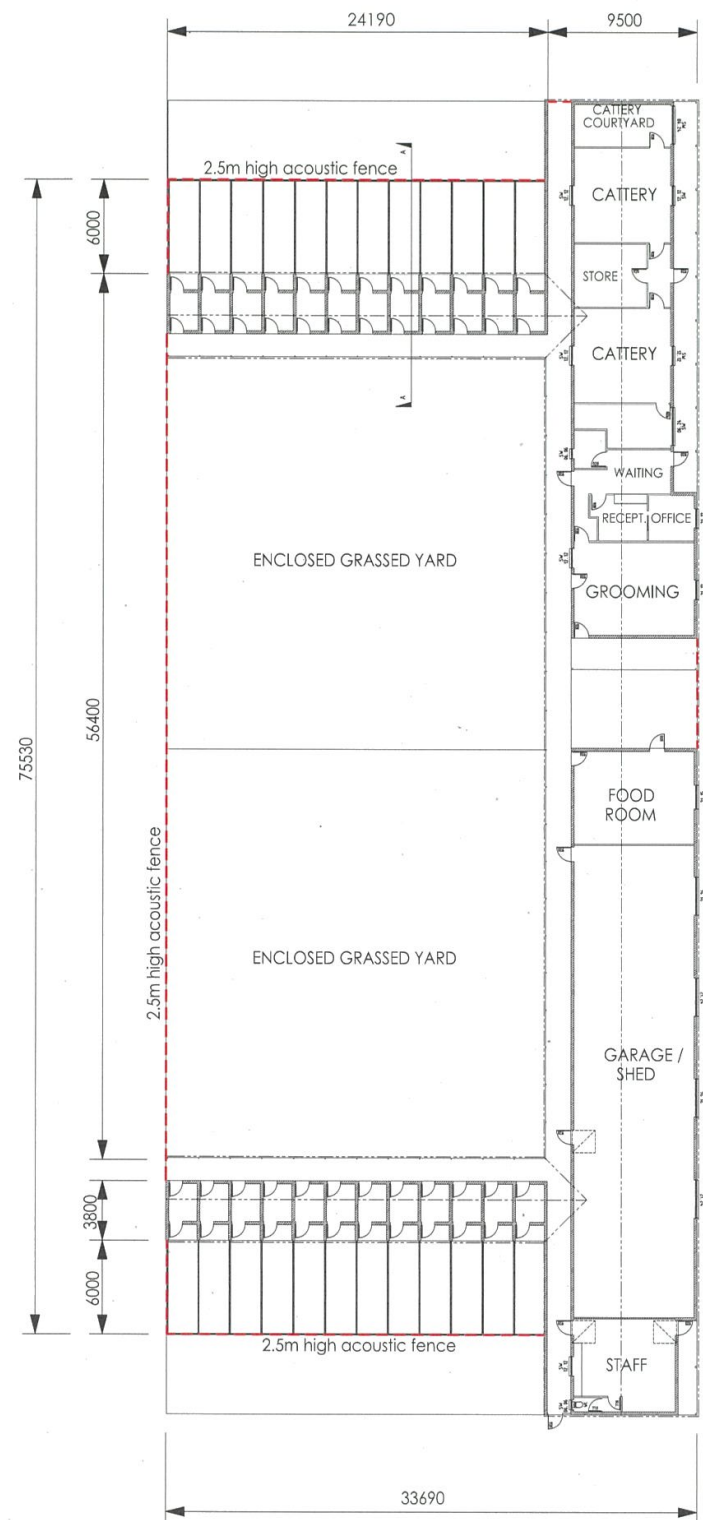 24190
9500
CATTERY
COURTYARD
2.5m high acoustic fence
A
6000
CATTERY
STORE
CATTERY
A
WAITING
RECEPT. OFFICE
ENCLOSED GRASSED YARD
GROOMING
56400
75530
FOOD
ROOM
2.5m high acoustic fence
ENCLOSED GRASSED YARD
GARAGE /
SHED
3800
6000
2.5m high acoustic fence
STAFF
33690